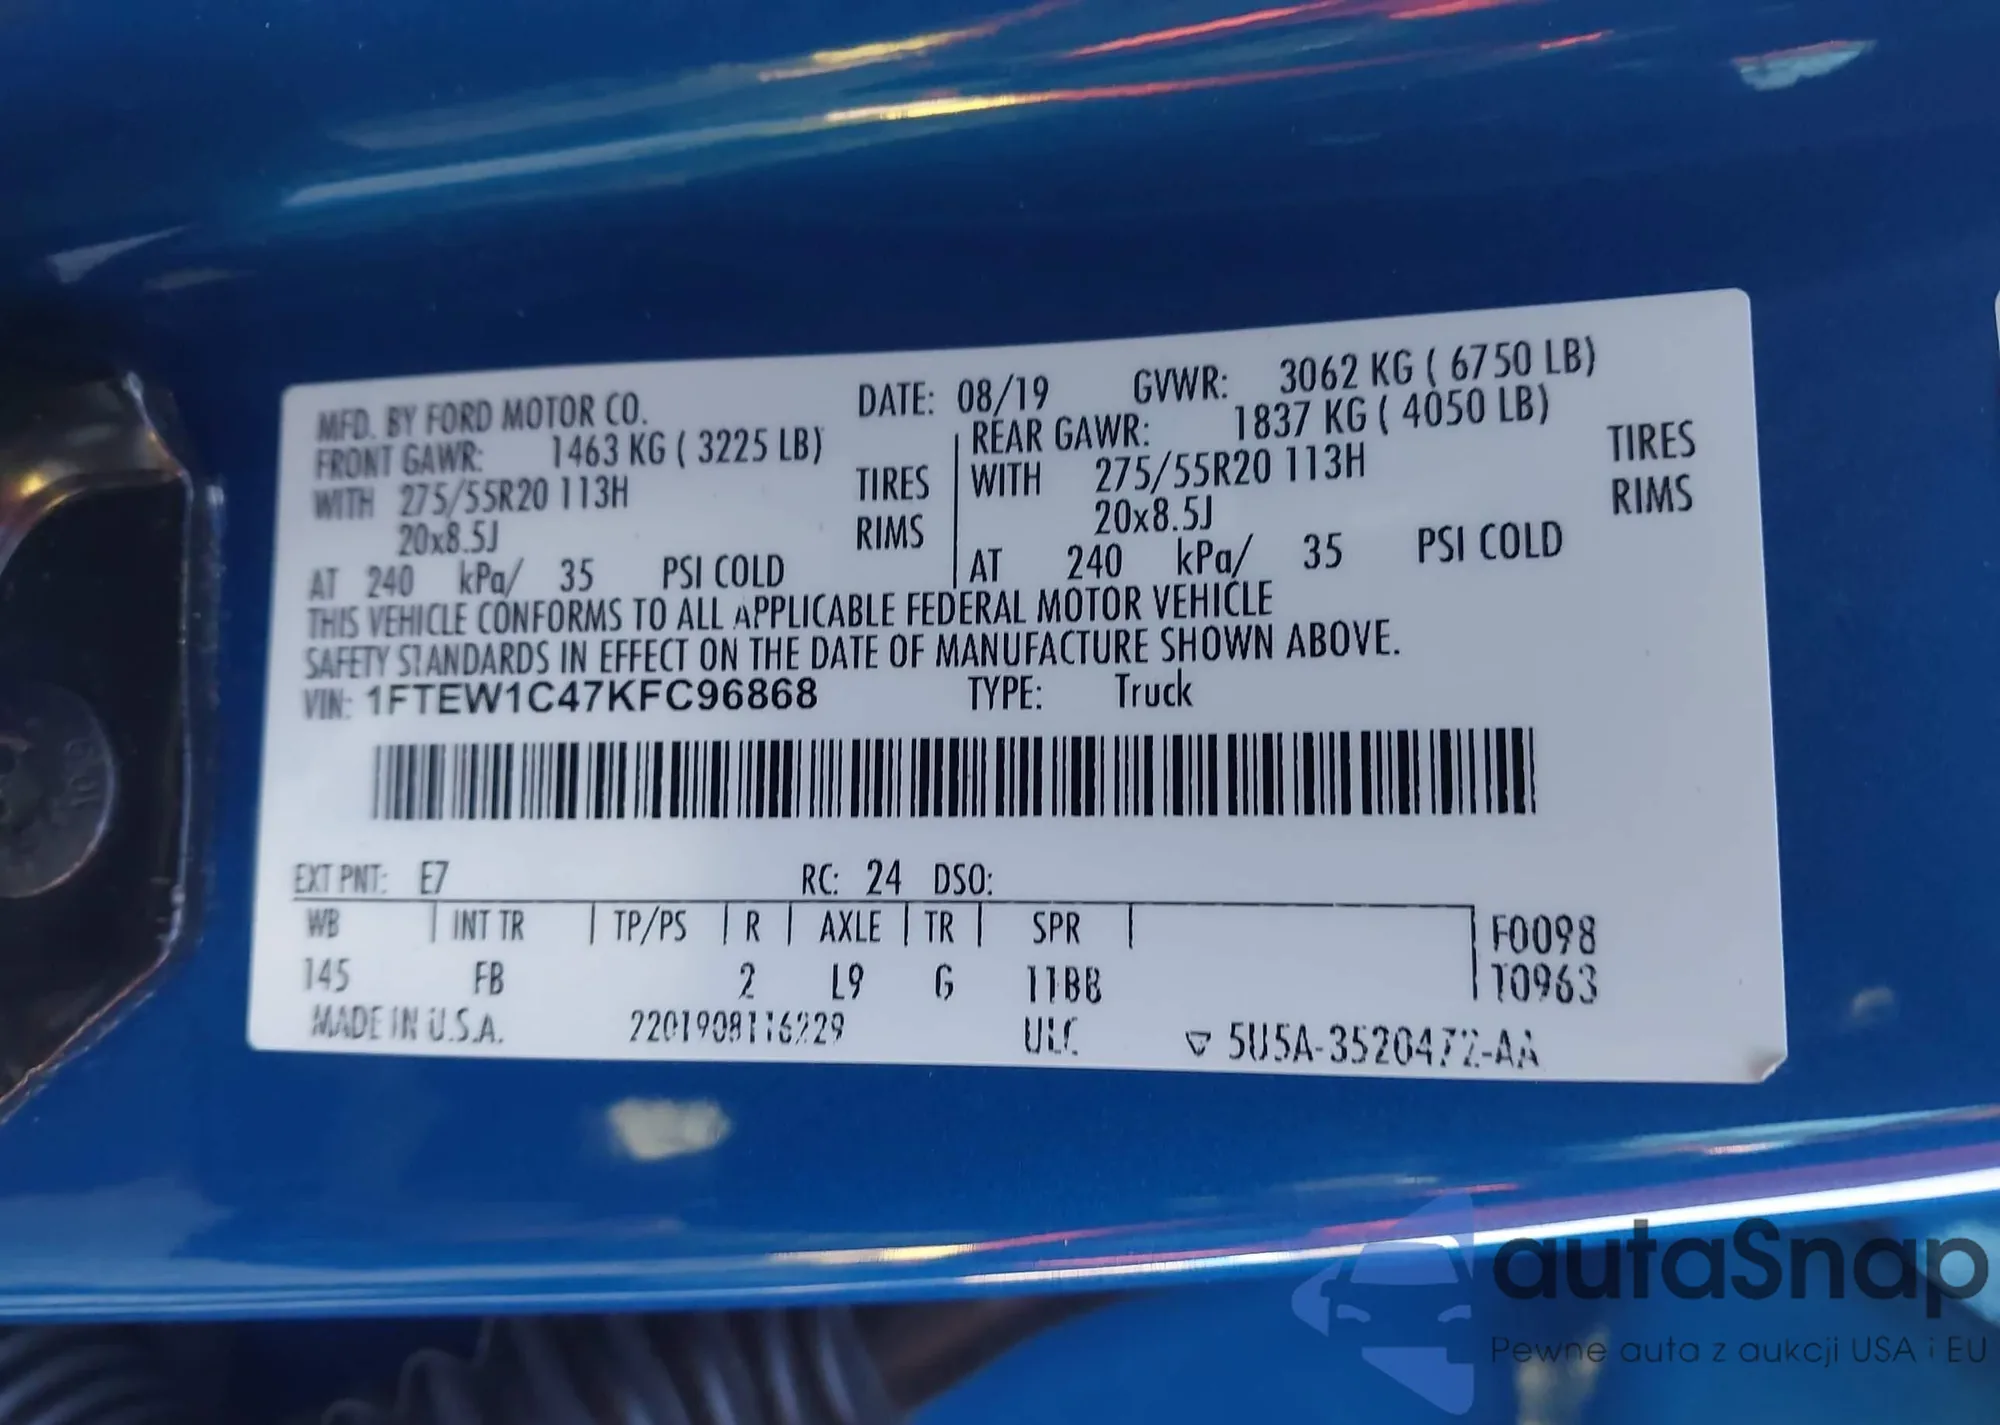 MFD. BY FORD MOTOR CO. DATE: 08/19 GVWR: 3062 KG ( 6750 LB)
FRONT GAWR: 1463 KG ( 3225 LB) REAR GAWR: 1837 KG ( 4050 LB)
WITH 275/55R20 113H TIRES WITH 275/55R20 113H TIRES
20x8.5J RIMS 20x8.5J RIMS
AT 240 kPa/ 35 PSI COLD AT 240 kPa/ 35 PSI COLD
THIS VEHICLE CONFORMS TO ALL APPLICABLE FEDERAL MOTOR VEHICLE
SAFETY STANDARDS IN EFFECT ON THE DATE OF MANUFACTURE SHOWN ABOVE.
VIN: 1FTEW1C47KFC96868 TYPE: Truck
EXT PNT: E7 RC: 24 DSO:
WB INT TR TP/PS R AXLE TR SPR F0098
145 FB 2 L9 G 11BB T0963
MADE IN U.S.A. 2201908116229 ULC 5U5A-3520472-AA
autaSnap
Pewne auta z aukcji USA i EU